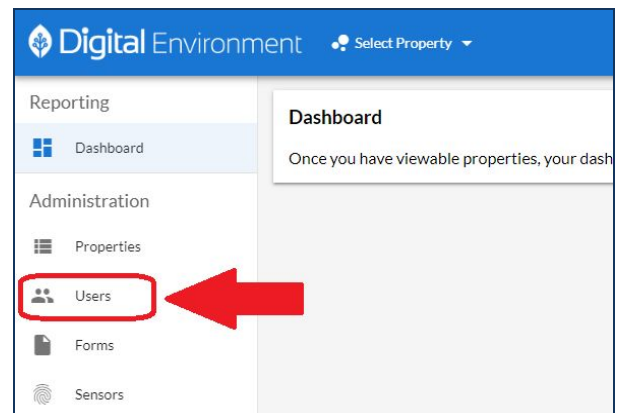 Digital Environment
Select Property
Reporting
Dashboard
Administration
Properties
Users
Forms
Sensors
Dashboard
Once you have viewable properties, your dash